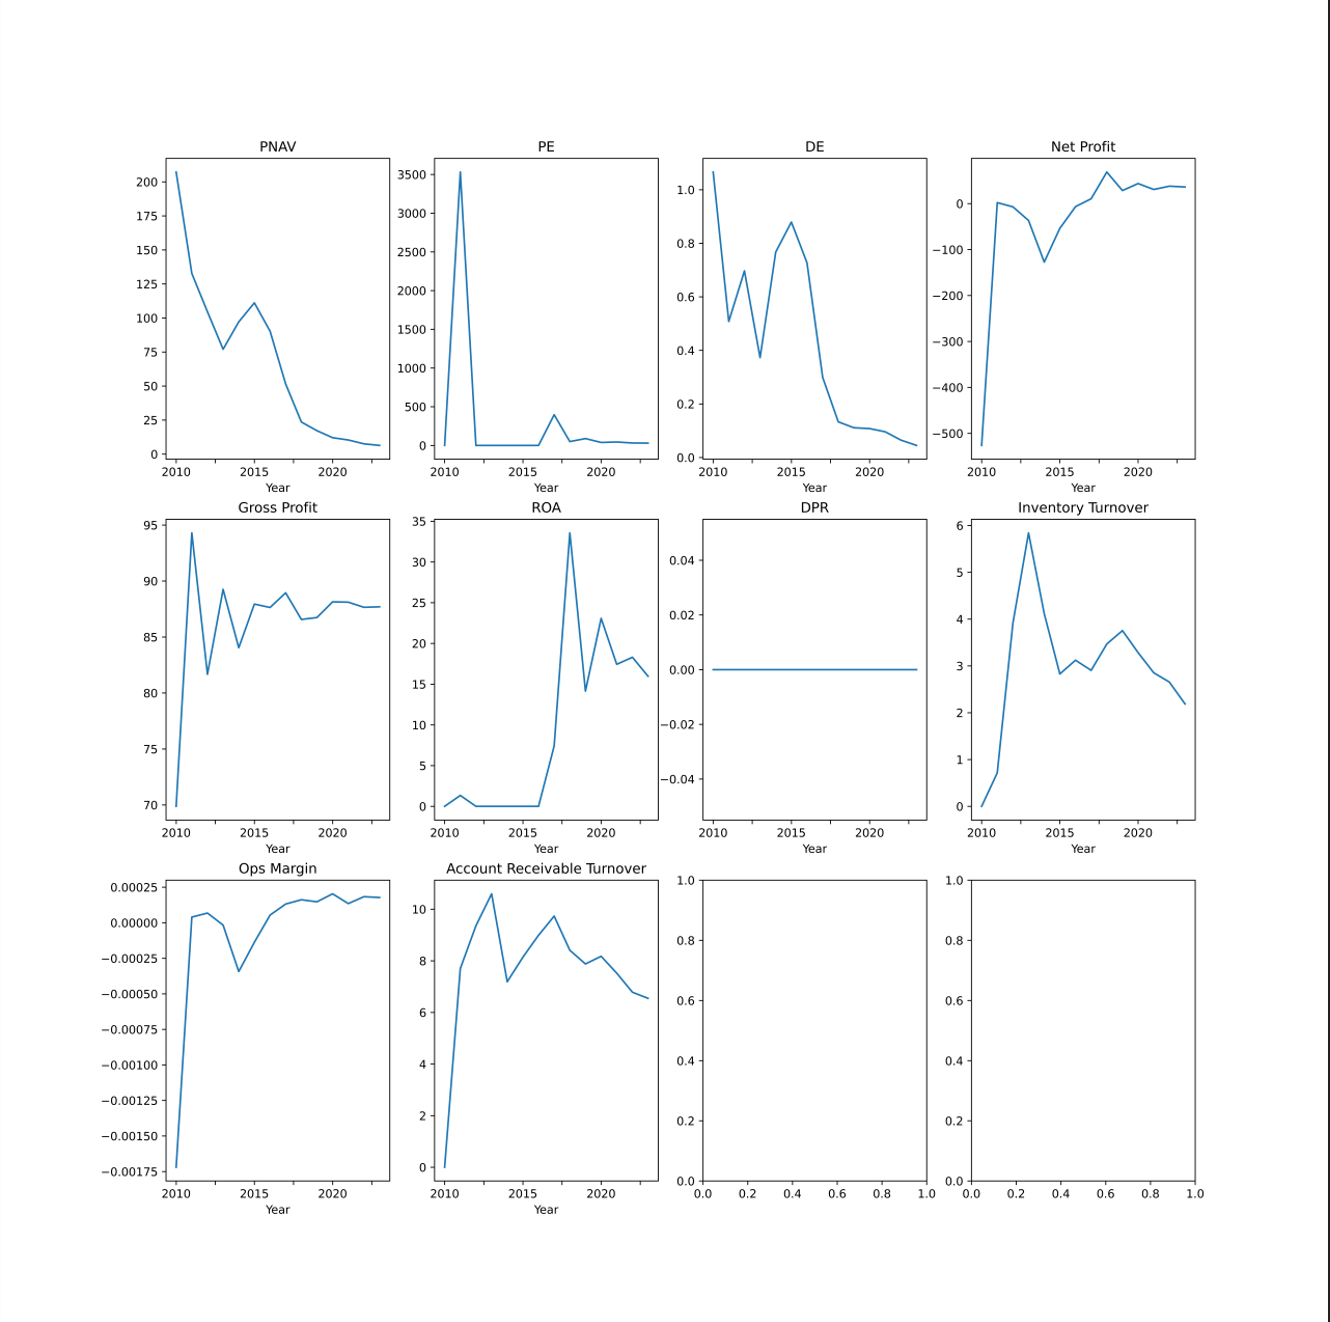 PNAV PE DE Net Profit
200 3500 1.0 0
175 3000 0.8 −100
150 2500 0.6 −200
125 2000 0.4 −300
100 1500 0.2 −400
75 1000 0.0 −500
50 500
25 0
0
2010 2015 2020 2010 2015 2020 2010 2015 2020 2010 2015 2020
Year Year Year Year
Gross Profit ROA DPR Inventory Turnover
95 35 0.04 6
90 30 0.02 5
85 25 0.00 4
80 20 −0.02 3
75 15 −0.04 2
70 10 1
5 0
0
2010 2015 2020 2010 2015 2020 2010 2015 2020 2010 2015 2020
Year Year Year Year
Ops Margin Account Receivable Turnover
0.00025 10 1.0 1.0
0.00000 8 0.8 0.8
−0.00025 6 0.6 0.6
−0.00050 4 0.4 0.4
−0.00075 2 0.2 0.2
−0.00100 0 0.0 0.0
−0.00125
−0.00150
−0.00175
2010 2015 2020 2010 2015 2020 0.0 0.2 0.4 0.6 0.8 1.0 0.0 0.2 0.4 0.6 0.8 1.0
Year Year